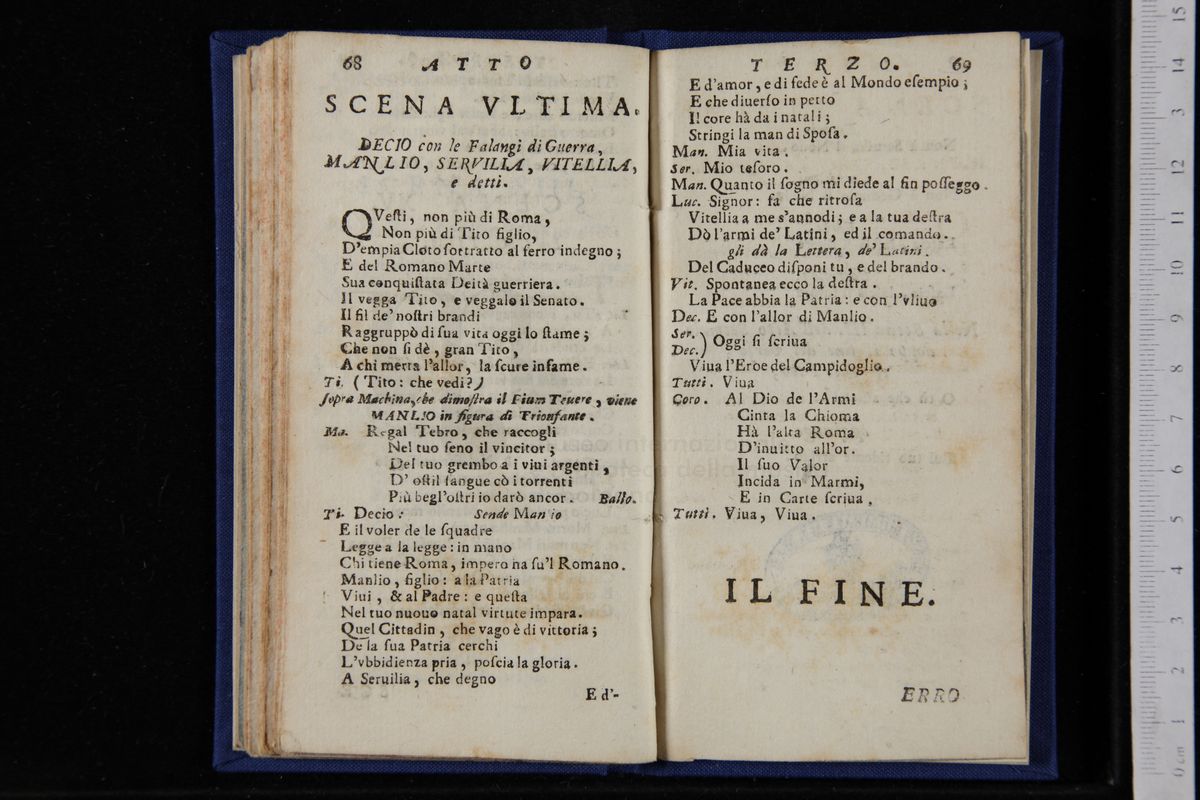 68 ATTO
SCENA VLTIMA.
DECIO con le Falangi di Guerra,
MANLIO, SERVILIA, VITELLIA,
e detti.
QVeſti, non più di Roma,
Non più di Tito figlio,
D'empia Cloto ſortratto al ferro indegno;
E del Romano Marte
Sua conquiſtata Deità guerriera.
Il vegga Tito, e veggalo il Senato.
Il fil de' noſtri brandi
Raggruppò di ſua vita oggi lo ſtame;
Che non ſi dè, gran Tito,
A chi merta l'allor, la ſcure infame.
Ti. (Tito: che vedi?)
ſopra Machina, che dimoſtra il Fium Teuere, viene
MANLIO in figura di Trionfante.
Ma. Regal Tebro, che raccogli
Nel tuo ſeno il vincitor;
Del tuo grembo a i viui argenti,
D' oſtil ſangue cò i torrenti
Più begl'oſtri io darò ancor. Ballo.
Ti. Decio: Sende Manlio
E il voler de le ſquadre
Legge a la legge: in mano
Chi tiene Roma, impero ha ſu'l Romano.
Manlio, figlio: a la Patria
Viui, & al Padre: e queſta
Nel tuo nuouo natal virtute impara.
Quel Cittadin, che vago è di vittoria;
De la ſua Patria cerchi
L'vbbidienza pria, poſcia la gloria.
A Seruilia, che degno
E d'-
TERZO. 69
E d'amor, e di fede è al Mondo eſempio;
E che diuerſo in petto
Il core hà da i natali;
Stringi la man di Spoſa.
Man. Mia vita.
Ser. Mio teſoro.
Man. Quanto il ſogno mi diede al fin poſſeggo.
Luc. Signor: fa che ritroſa
Vitellia a me s'annodi; e a la tua deſtra
Dò l'armi de' Latini, ed il comando.
gli dà la Lettera, de' Latini.
Del Caduceo diſponi tu, e del brando.
Vit. Spontanea ecco la deſtra.
La Pace abbia la Patria: e con l'vliuo
Dec. E con l'allor di Manlio.
Ser.
Dec.) Oggi ſi ſcriua
Viua l'Eroe del Campidoglio.
Tutti. Viua
Coro. Al Dio de l'Armi
Cinta la Chioma
Hà l'alta Roma
D'inuitto all'or.
Il ſuo Valor
Incida in Marmi,
E in Carte ſcriua,
Tutti. Viua, Viua.
IL FINE.
ERRO